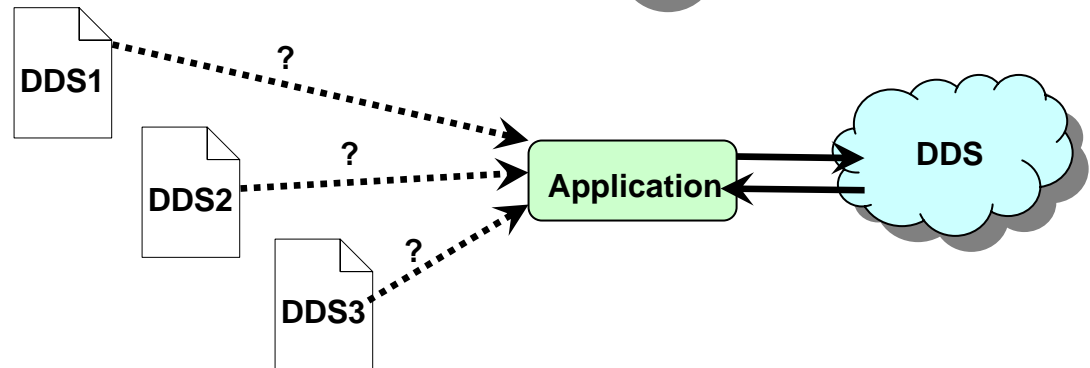 DDS1
?
DDS2
?
DDS3
?
Application
DDS